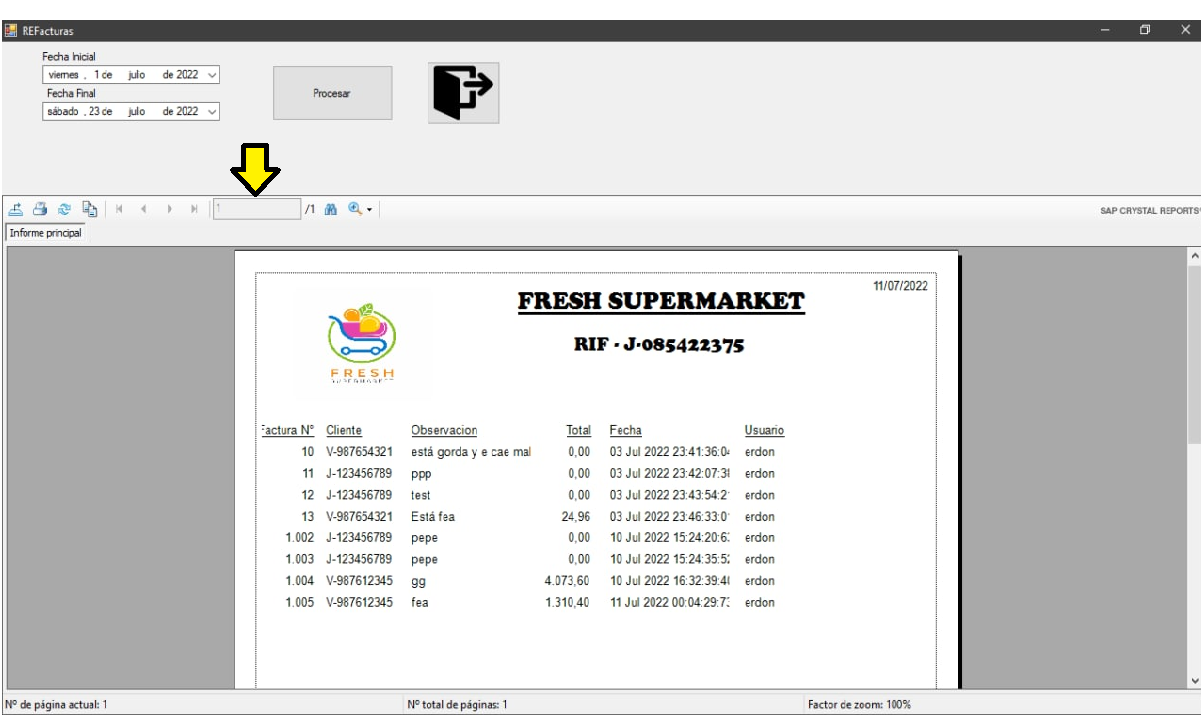 REFacturas
Fecha Inicial
viernes , 1 de julio de 2022
Fecha Final
sábado , 23 de julio de 2022
Procesar
1 /1
SAP CRYSTAL REPORTS®
Informe principal
11/07/2022
FRESH SUPERMARKET
RIF - J-085422375
FRESH
SUPERMARKET
Factura Nº Cliente Observacion Total Fecha Usuario
10 V-987654321 está gorda y e cae mal 0,00 03 Jul 2022 23:41:36:04 erdon
11 J-123456789 ppp 0,00 03 Jul 2022 23:42:07: erdon
12 J-123456789 test 0,00 03 Jul 2022 23:43:54:2 erdon
13 V-987654321 Está fea 24,96 03 Jul 2022 23:46:33:0 erdon
1.002 J-123456789 pepe 0,00 10 Jul 2022 15:24:20:6 erdon
1.003 J-123456789 pepe 0,00 10 Jul 2022 15:24:35:5 erdon
1.004 V-987612345 gg 4.073,60 10 Jul 2022 16:32:39:4 erdon
1.005 V-987612345 fea 1.310,40 11 Jul 2022 00:04:29:7 erdon
Nº de página actual: 1 Nº total de páginas: 1 Factor de zoom: 100%